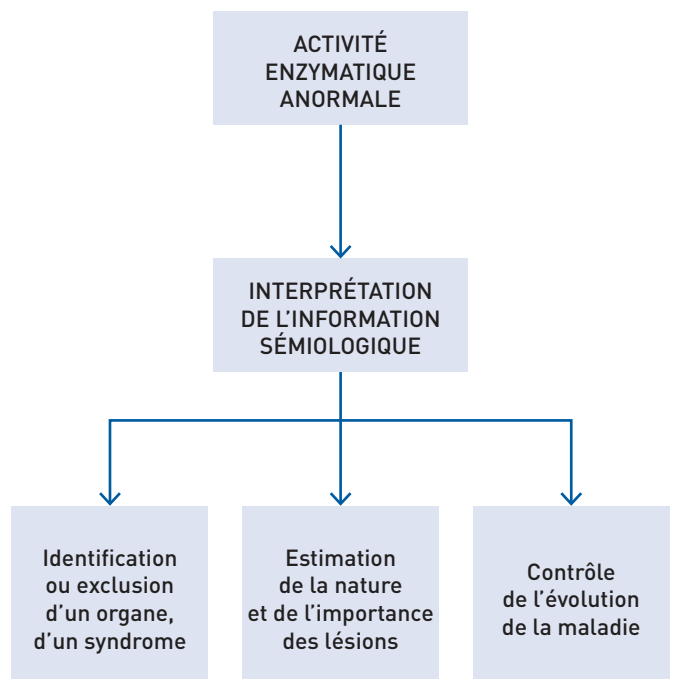 ACTIVITÉ
ENZYMATIQUE
ANORMALE
INTERPRÉTATION
DE L’INFORMATION
SÉMIOLOGIQUE
Identification
ou exclusion
d’un organe,
d’un syndrome
Estimation
de la nature
et de l’importance
des lésions
Contrôle
de l’évolution
de la maladie